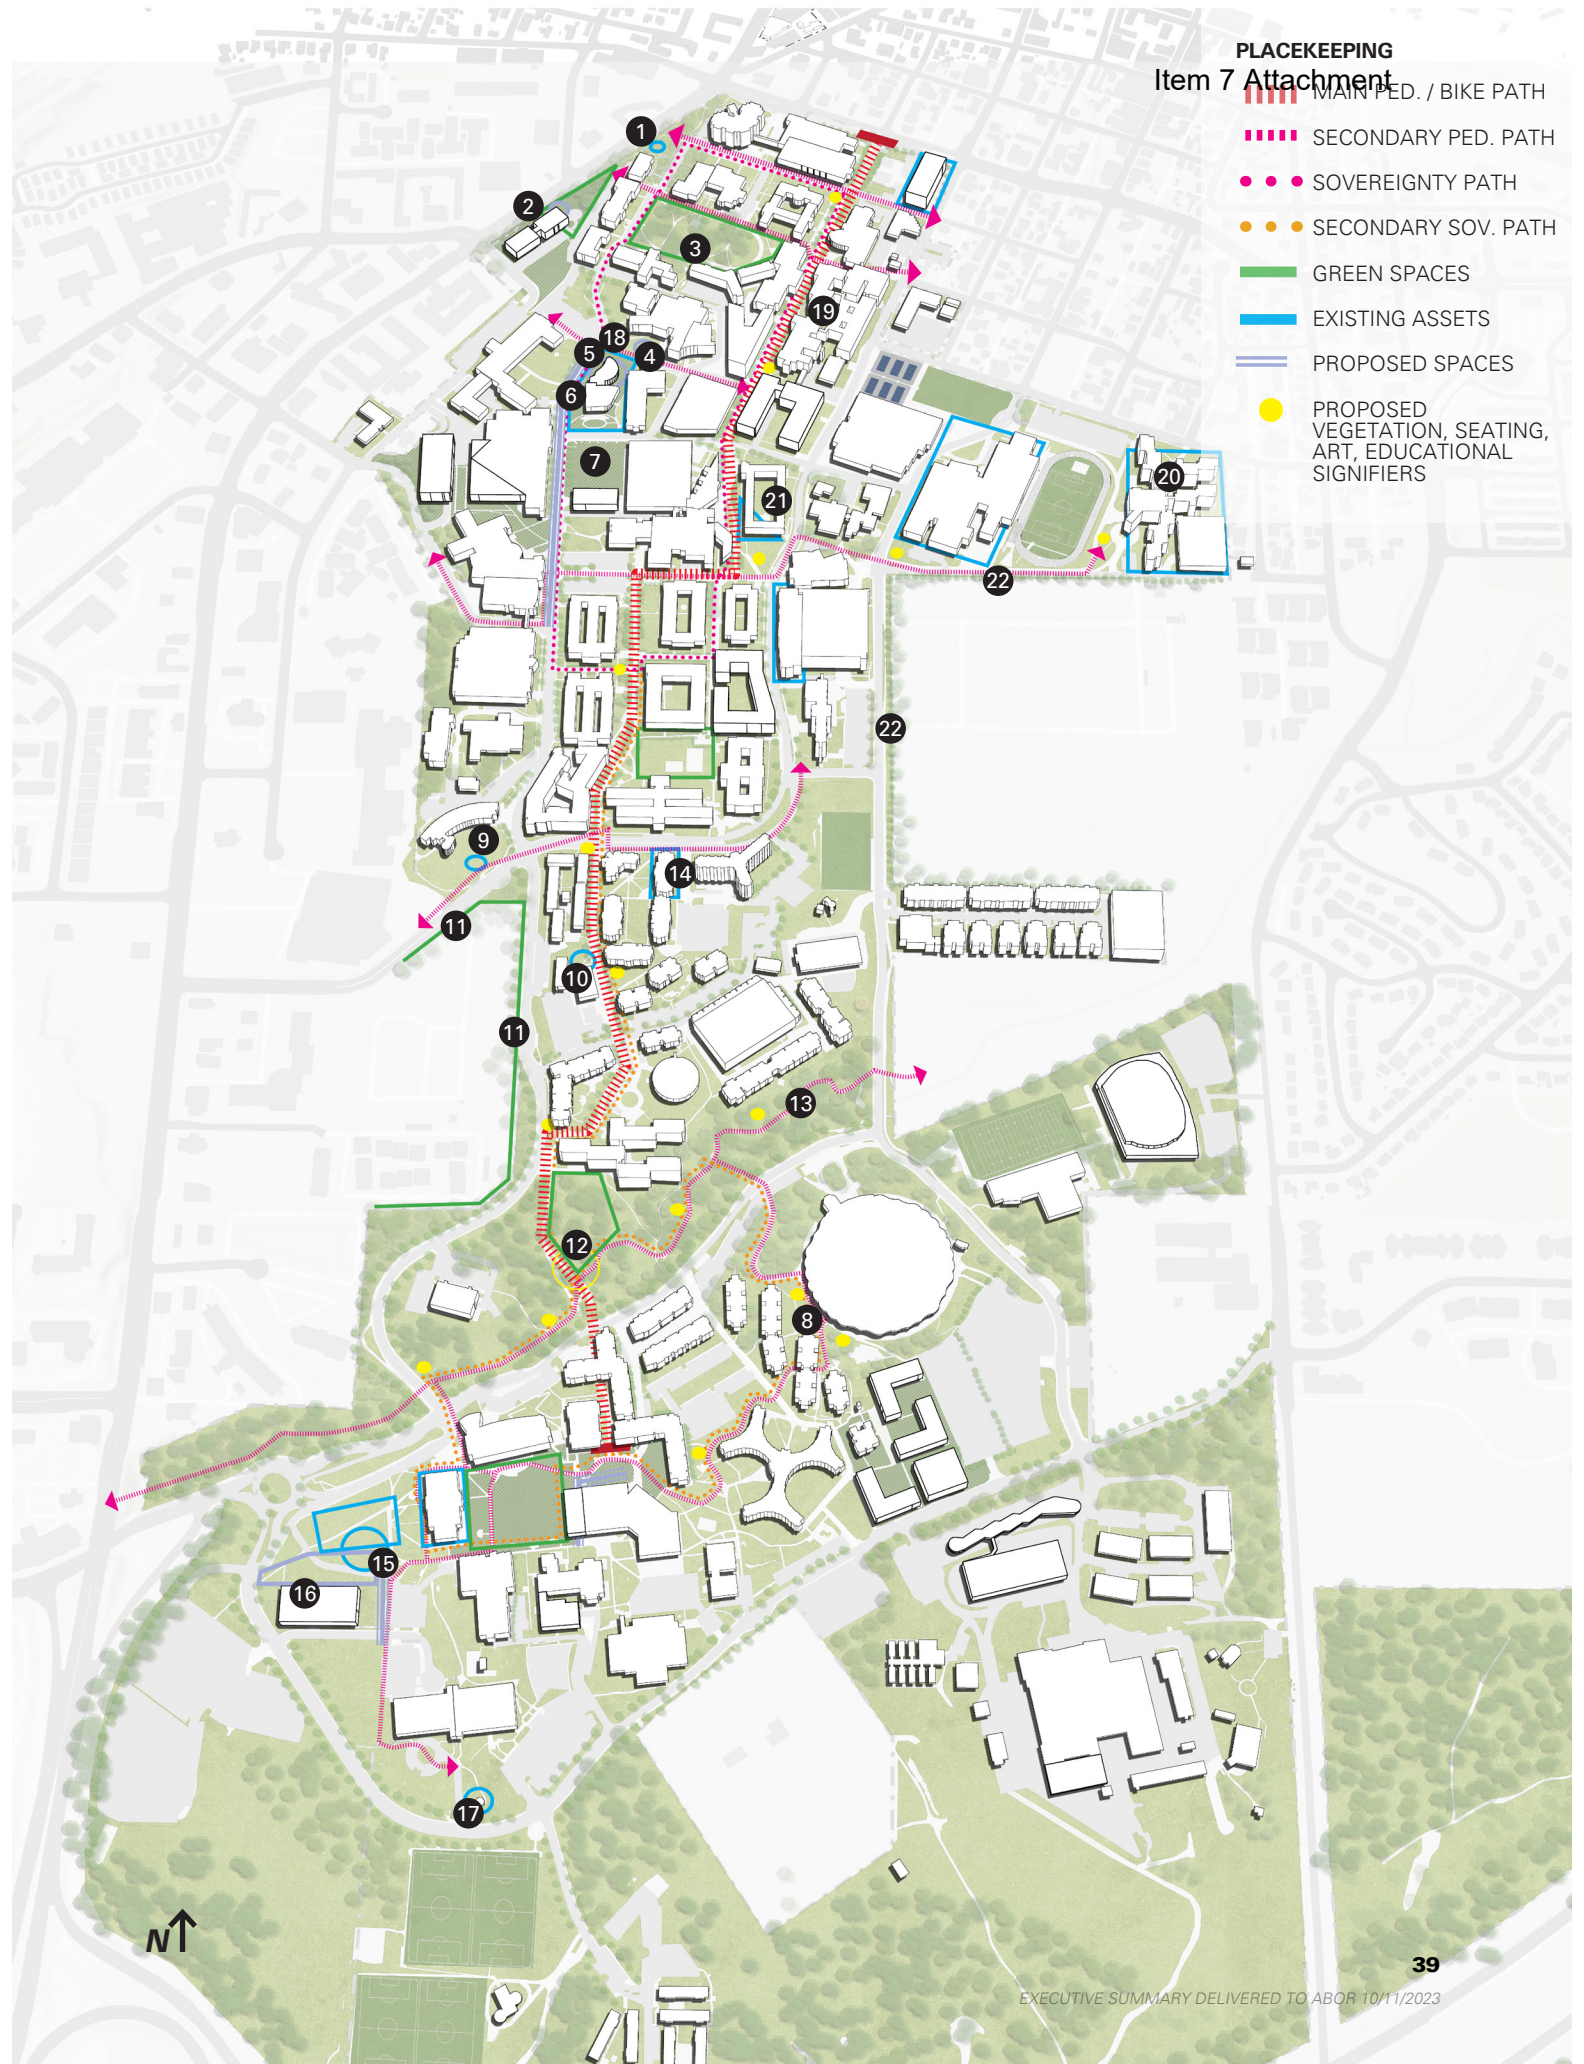 PLACEKEEPING
Item 7 Attachment
MAIN PED. / BIKE PATH
SECONDARY PED. PATH
SOVEREIGNTY PATH
SECONDARY SOV. PATH
GREEN SPACES
EXISTING ASSETS
PROPOSED SPACES
PROPOSED
VEGETATION, SEATING,
ART, EDUCATIONAL
SIGNIFIERS
1
2
3
19
18
5
4
6
7
20
21
22
22
9
14
11
10
11
13
12
8
15
16
17
N
39
EXECUTIVE SUMMARY DELIVERED TO ABOR 10/11/2023